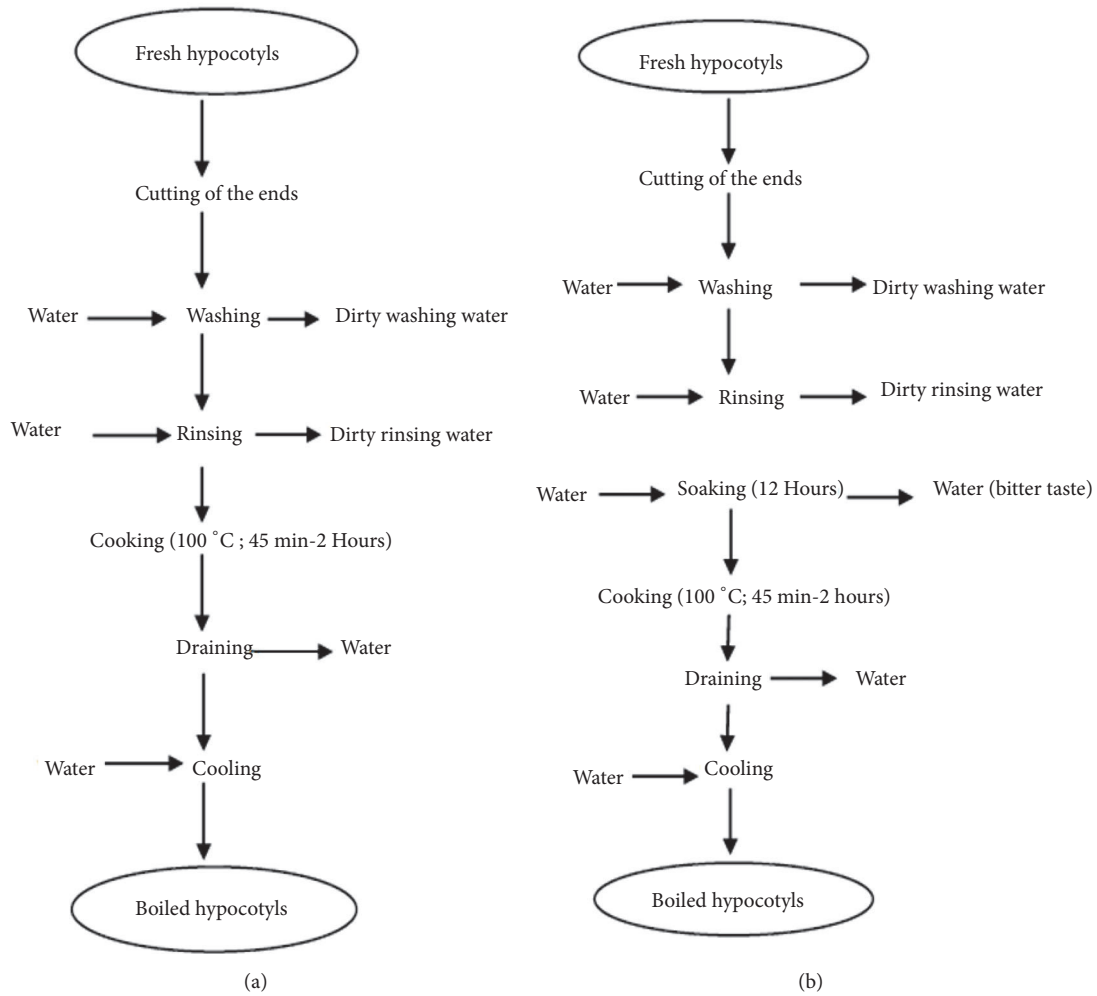 Fresh hypocotyls
Cutting of the ends
Water Washing Dirty washing water
Water Rinsing Dirty rinsing water
Cooking (100 °C ; 45 min-2 Hours)
Draining Water
Water Cooling
Boiled hypocotyls
(a)
Fresh hypocotyls
Cutting of the ends
Water Washing Dirty washing water
Water Rinsing Dirty rinsing water
Water Soaking (12 Hours) Water (bitter taste)
Cooking (100 °C; 45 min-2 hours)
Draining Water
Water Cooling
Boiled hypocotyls
(b)